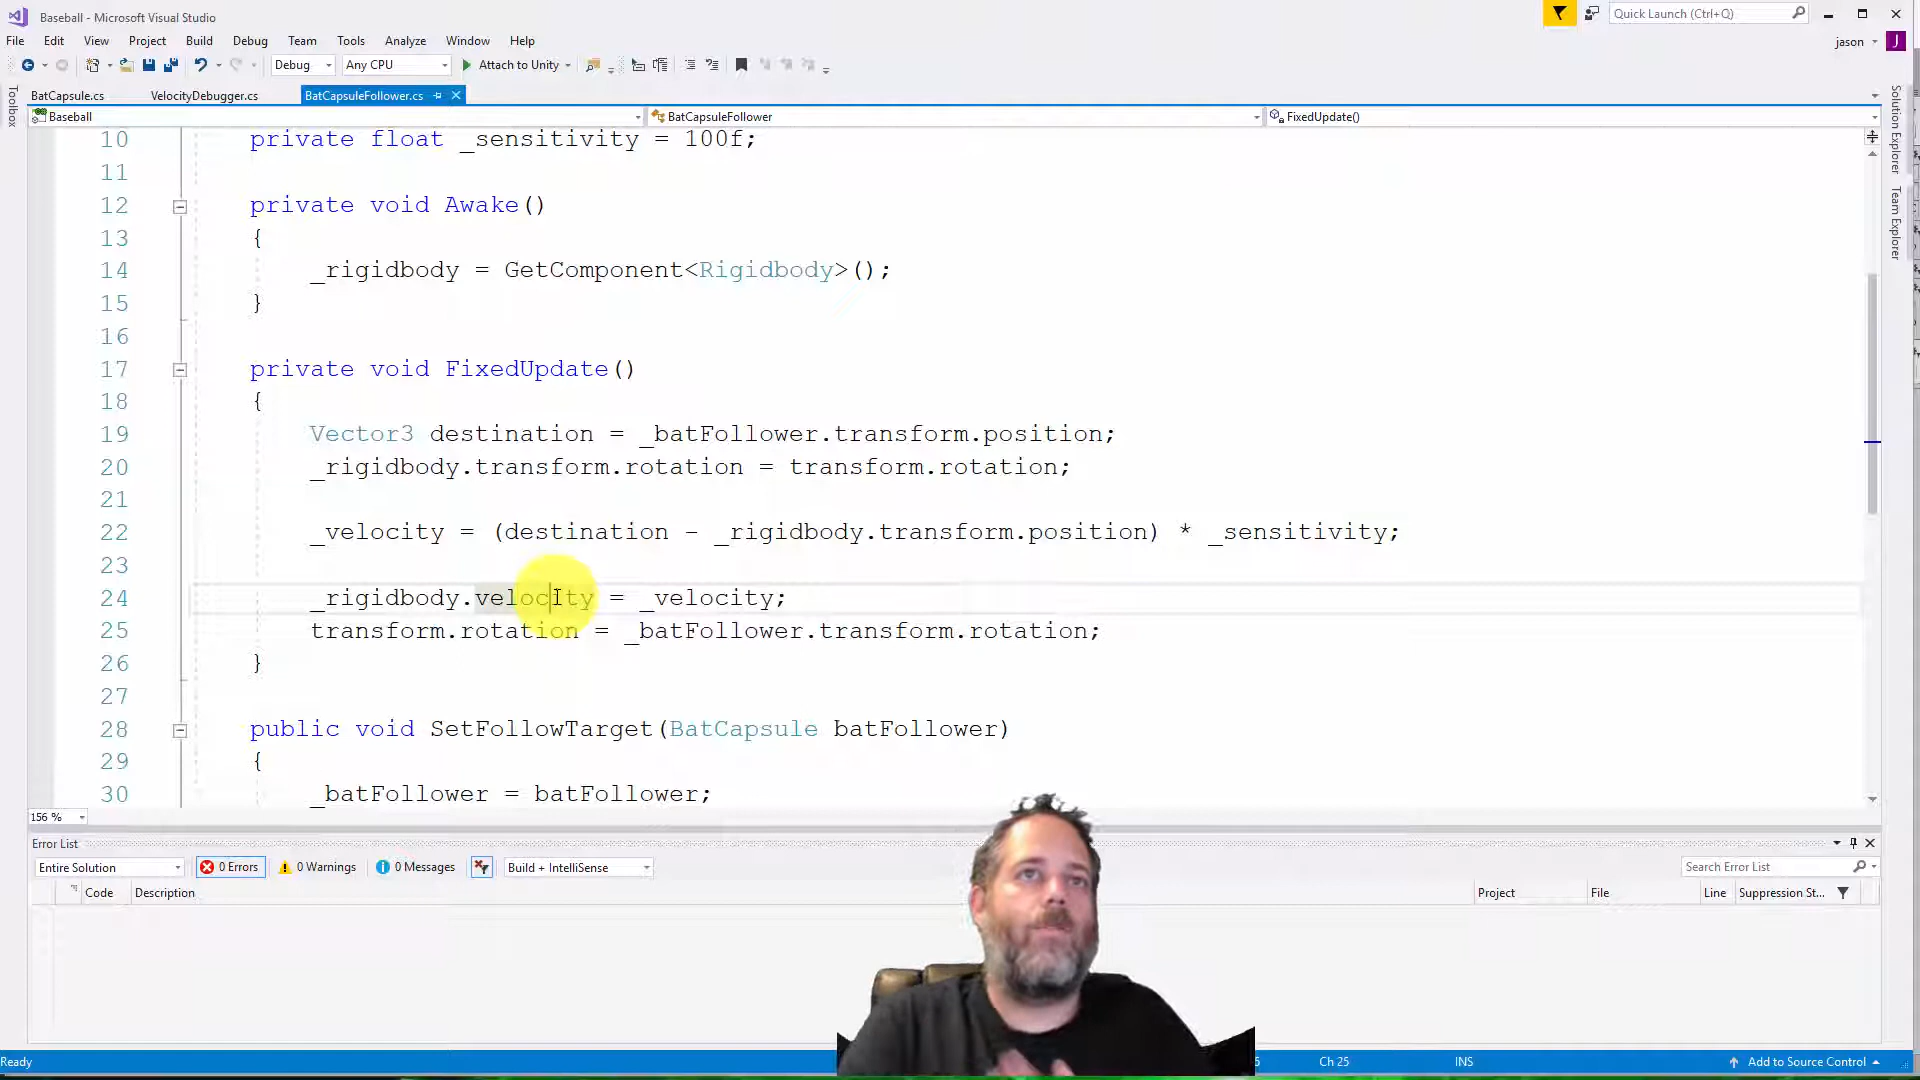 Baseball - Microsoft Visual Studio
Quick Launch (Ctrl+Q)
File Edit View Project Build Debug Team Tools Analyze Window Help
jason J
Debug Any CPU Attach to Unity
Toolbox
BatCapsule.cs VelocityDebugger.cs BatCapsuleFollower.cs
Baseball BatCapsuleFollower FixedUpdate()
Solution Explorer
Team Explorer
10 private float _sensitivity = 100f;
11
12 private void Awake()
13 {
14 _rigidbody = GetComponent<Rigidbody>();
15 }
16
17 private void FixedUpdate()
18 {
19 Vector3 destination = _batFollower.transform.position;
20 _rigidbody.transform.rotation = transform.rotation;
21
22 _velocity = (destination - _rigidbody.transform.position) * _sensitivity;
23
24 _rigidbody.velocity = _velocity;
25 transform.rotation = _batFollower.transform.rotation;
26 }
27
28 public void SetFollowTarget(BatCapsule batFollower)
29 {
30 _batFollower = batFollower;
156 %
Error List
Entire Solution 0 Errors 0 Warnings 0 Messages Build + IntelliSense Search Error List
Code Description Project File Line Suppression St...
Ready Ch 25 INS Add to Source Control